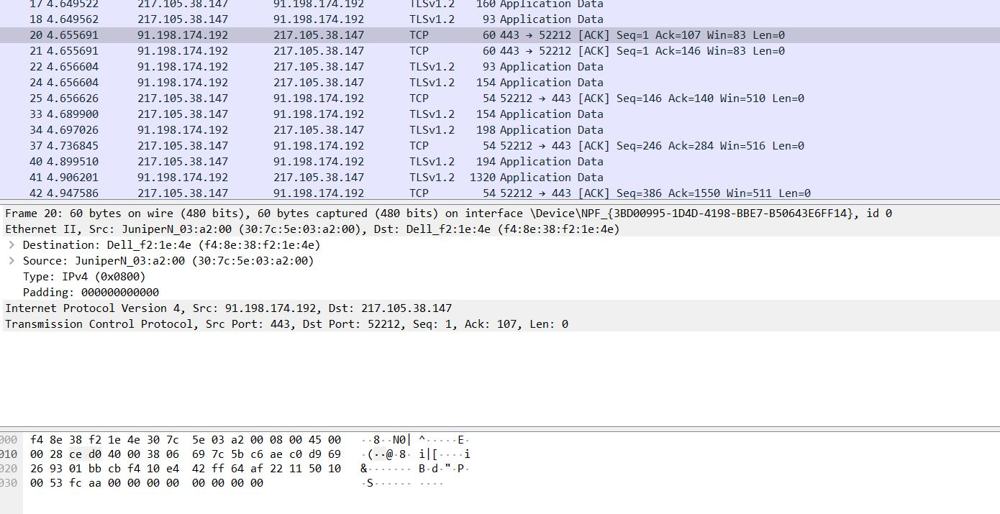 17 4.649522 217.105.38.147 91.198.174.192 TLSv1.2 160 Application Data
18 4.649562 217.105.38.147 91.198.174.192 TLSv1.2 93 Application Data
20 4.655691 91.198.174.192 217.105.38.147 TCP 60 443 → 52212 [ACK] Seq=1 Ack=107 Win=83 Len=0
21 4.655691 91.198.174.192 217.105.38.147 TCP 60 443 → 52212 [ACK] Seq=1 Ack=146 Win=83 Len=0
22 4.656604 91.198.174.192 217.105.38.147 TLSv1.2 93 Application Data
24 4.656604 91.198.174.192 217.105.38.147 TLSv1.2 154 Application Data
25 4.656626 217.105.38.147 91.198.174.192 TCP 54 52212 → 443 [ACK] Seq=146 Ack=140 Win=510 Len=0
33 4.689900 217.105.38.147 91.198.174.192 TLSv1.2 154 Application Data
34 4.697026 91.198.174.192 217.105.38.147 TLSv1.2 198 Application Data
37 4.736845 217.105.38.147 91.198.174.192 TCP 54 52212 → 443 [ACK] Seq=246 Ack=284 Win=516 Len=0
40 4.899510 217.105.38.147 91.198.174.192 TLSv1.2 194 Application Data
41 4.906201 91.198.174.192 217.105.38.147 TLSv1.2 1320 Application Data
42 4.947586 217.105.38.147 91.198.174.192 TCP 54 52212 → 443 [ACK] Seq=386 Ack=1550 Win=511 Len=0
Frame 20: 60 bytes on wire (480 bits), 60 bytes captured (480 bits) on interface \Device\NPF_{3BD00995-1D4D-4198-BBE7-B50643E6FF14}, id 0
Ethernet II, Src: JuniperN_03:a2:00 (30:7c:5e:03:a2:00), Dst: Dell_f2:1e:4e (f4:8e:38:f2:1e:4e)
Destination: Dell_f2:1e:4e (f4:8e:38:f2:1e:4e)
Source: JuniperN_03:a2:00 (30:7c:5e:03:a2:00)
Type: IPv4 (0x0800)
Padding: 000000000000
Internet Protocol Version 4, Src: 91.198.174.192, Dst: 217.105.38.147
Transmission Control Protocol, Src Port: 443, Dst Port: 52212, Seq: 1, Ack: 107, Len: 0
000 f4 8e 38 f2 1e 4e 30 7c 5e 03 a2 00 08 00 45 00 ··8··N0| ^·····E·
010 00 28 ce d0 40 00 38 06 69 7c 5b c6 ae c0 d9 69 ·(··@·8· i|[····i
020 26 93 01 bb cb f4 10 e4 42 ff 64 af 22 11 50 10 &······· B·d·"·P·
030 00 53 fc aa 00 00 00 00 00 00 00 00 ·S······ ····